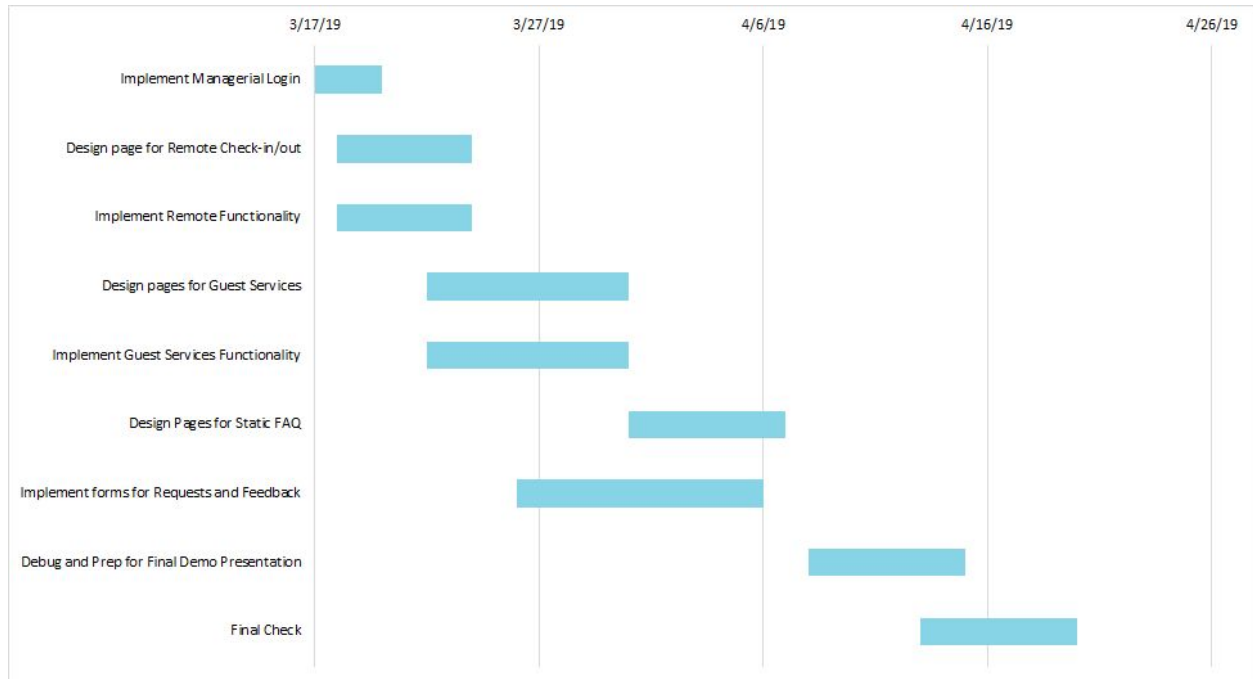 3/17/19 3/27/19 4/6/19 4/16/19 4/26/19
Implement Managerial Login
Design page for Remote Check-in/out
Implement Remote Functionality
Design pages for Guest Services
Implement Guest Services Functionality
Design Pages for Static FAQ
Implement forms for Requests and Feedback
Debug and Prep for Final Demo Presentation
Final Check